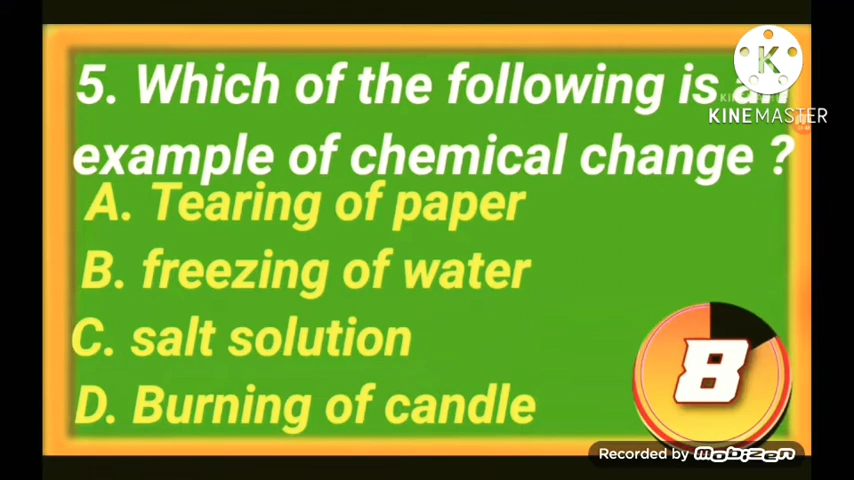 5. Which of the following is an
example of chemical change ?
A. Tearing of paper
B. freezing of water
C. salt solution
D. Burning of candle
8
K
KINEMASTER
Recorded by MOBIZEN